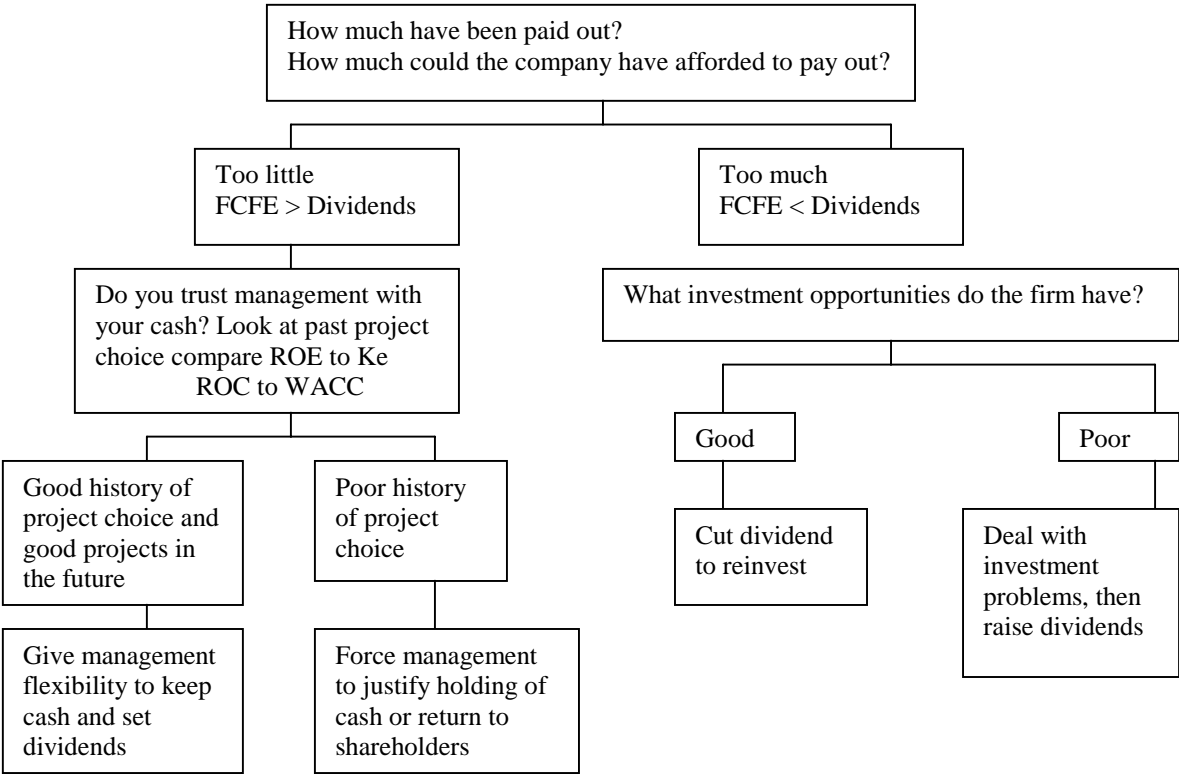 How much have been paid out?
How much could the company have afforded to pay out?
Too little
FCFE > Dividends
Too much
FCFE < Dividends
Do you trust management with
your cash? Look at past project
choice compare ROE to Ke
ROC to WACC
What investment opportunities do the firm have?
Good history of
project choice and
good projects in
the future
Poor history
of project
choice
Good
Poor
Cut dividend
to reinvest
Deal with
investment
problems, then
raise dividends
Give management
flexibility to keep
cash and set
dividends
Force management
to justify holding of
cash or return to
shareholders